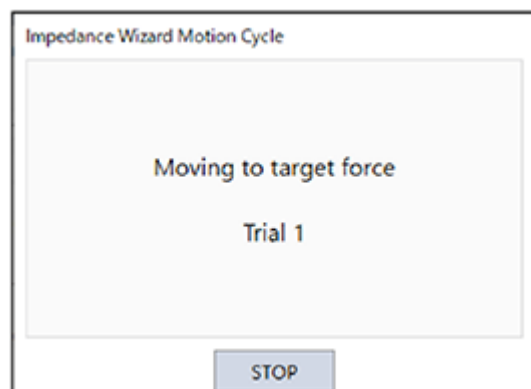 Impedance Wizard Motion Cycle
Moving to target force
Trial 1
STOP